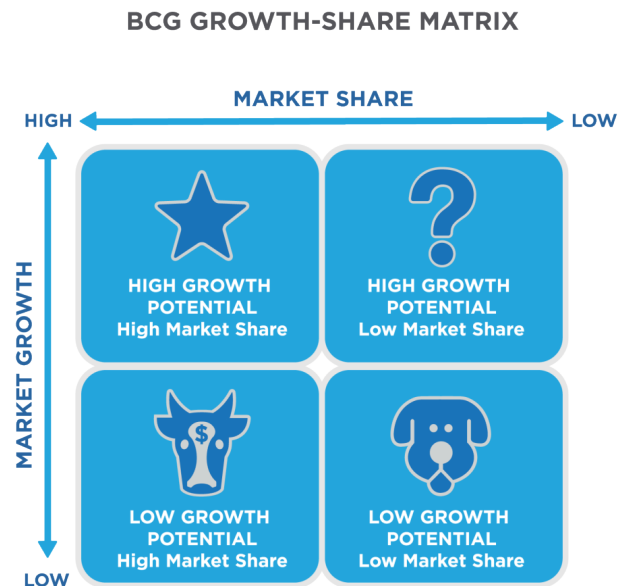 BCG GROWTH-SHARE MATRIX
MARKET SHARE
HIGH
LOW
MARKET GROWTH
?
HIGH GROWTH
POTENTIAL
High Market Share
HIGH GROWTH
POTENTIAL
Low Market Share
$
LOW GROWTH
POTENTIAL
High Market Share
LOW GROWTH
POTENTIAL
Low Market Share
LOW